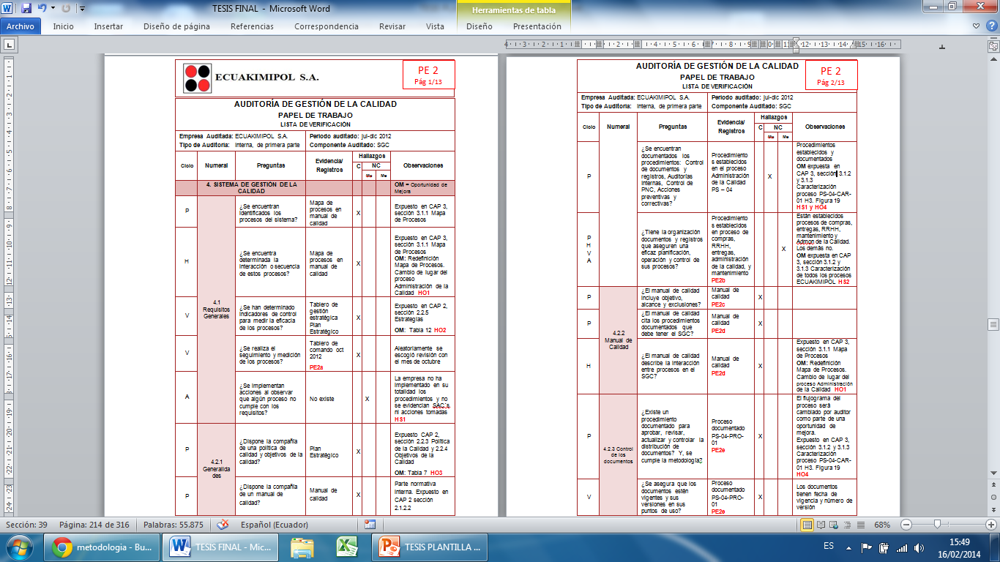 TESIS FINAL - Microsoft Word
Herramientas de tabla
Archivo Inicio Insertar Diseño de página Referencias Correspondencia Revisar Vista Diseño Presentación
ECUAKIMIPOL S.A.
PE 2
Pág 1/13
AUDITORÍA DE GESTIÓN DE LA CALIDAD
PAPEL DE TRABAJO
LISTA DE VERIFICACIÓN
Empresa Auditada: ECUAKIMIPOL S.A.
Tipo de Auditoría: Interna, de primera parte
Periodo auditado: jul-dic 2012
Componente Auditado: SGC
Ciclo Numeral Preguntas Evidencia/
Registros
Hallazgos
C NC
Ma Me
Observaciones
4. SISTEMA DE GESTIÓN DE LA
CALIDAD
OM = Oportunidad de
Mejora
P
4.1
Requisitos
Generales
¿Se encuentran
identificados los
procesos del sistema?
Mapa de
procesos en
manual de
calidad
X
Expuesto en CAP 3,
sección 3.1.1 Mapa
de Procesos
H
¿Se encuentra
determinada la
interacción o secuencia
de estos procesos?
Mapa de
procesos en
manual de
calidad
X
Expuesto en CAP 3,
sección 3.1.1 Mapa
de Procesos
OM: Redefinición
Mapa de Procesos.
Cambio de lugar del
proceso
Administración de la
Calidad HO1
V
¿Se han determinado
indicadores de control
para medir la eficacia
de los procesos?
Tablero de
gestión
estratégica
Plan
Estratégico
X
Expuesto en CAP 2,
sección 2.2.5
Estrategias
OM: Tabla 12 HO2
V
¿Se realiza el
seguimiento y medición
de los procesos?
Tablero de
comando oct
2012
PE2a
X
Aleatoriamente se
escogió revisión con
el mes de octubre
A
¿Se implementan
acciones al observar
que algún proceso no
cumple con los
requisitos?
No existe
X
La empresa no ha
implementado en su
totalidad los
procedimientos y no
se evidencian SAC´s
ni acciones tomadas
HS1
P
4.2.1
Generalida
des
¿Dispone la compañía
de una política de
calidad y objetivos de la
calidad?
Plan
Estratégico
X
Expuesto CAP 2,
sección 2.2.3 Política
de la Calidad y 2.2.4
Objetivos de la
Calidad
OM: Tabla 7 HO3
P
¿Dispone la compañía
de un manual de
calidad?
Manual de
calidad
X
Parte normativa
interna. Expuesto en
CAP 2 sección
2.1.2.2
AUDITORÍA DE GESTIÓN DE LA CALIDAD
PAPEL DE TRABAJO
LISTA DE VERIFICACIÓN
PE 2
Pág 2/13
Empresa Auditada: ECUAKIMIPOL S.A.
Tipo de Auditoría: Interna, de primera parte
Periodo auditado: jul-dic 2012
Componente Auditado: SGC
Ciclo Numeral Preguntas Evidencia/
Registros
Hallazgos
C NC
Ma Me
Observaciones
P
¿Se encuentran
documentados los
procedimientos: Control
de documentos y
registros, Auditorías
internas, Control de
PNC, Acciones
preventivas y
correctivas?
Procedimiento
s establecidos
en el proceso
Administración
de la Calidad
PS – 04
X
Procedimientos
establecidos y
documentados
OM expuesta en
CAP 3, sección 3.1.2
y 3.1.3
Caracterización
proceso PS-04-CAR-
01 H3. Figura 19
HS1 y HO4
P
H
V
A
¿Tiene la organización
documentos y registros
que aseguren una
eficaz planificación,
operación y control de
sus procesos?
Procedimiento
s establecidos
en proceso de
compras,
RRHH,
entregas,
administración
de la calidad, y
mantenimiento
PE2b
X
Están establecidos
procesos de compras,
entregas, RRHH,
mantenimiento y
Admon de la Calidad.
Los demás no.
OM expuesta en CAP
3, sección 3.1.2 y
3.1.3 Caracterización
de todos los procesos
ECUAKIMIPOL HS2
P
4.2.2
Manual de
Calidad
¿El manual de calidad
incluye objetivo,
alcance y exclusiones?
Manual de
calidad
PE2c
X
P
¿El manual de calidad
cita los procedimientos
documentados que
debe tener el SGC?
Manual de
calidad
PE2d
X
H
¿El manual de calidad
describe la interacción
entre procesos en el
SGC?
Manual de
calidad
PE2d
X
Expuesto en CAP 3,
sección 3.1.1 Mapa
de Procesos
OM: Redefinición
Mapa de Procesos.
Cambio de lugar del
proceso Administración
de la Calidad HO1
P
4.2.3 Control
de los
documentos
¿Existe un
procedimiento
documentado para
aprobar, revisar,
actualizar y controlar la
distribución de
documentos? Y, se
cumple la metodología?
Proceso
documentado
PS-04-PRO-
01
PE2e
X
El flujograma del
proceso será
cambiado por auditor
como parte de una
oportunidad de
mejora.
Expuesto en CAP 3,
sección 3.1.2 y 3.1.3
Caracterización
proceso PS-04-CAR-
01 H3. Figura 19
HO4
V
¿Se asegura que los
documentos estén
vigentes y sus
versiones en sus
puntos de uso?
Proceso
documentado
PS-04-PRO-
01
PE2e
X
Los documentos
tienen fecha de
vigencia y número de
versión
Sección: 39 Página: 214 de 316 Palabras: 55.875 Español (Ecuador) 68%
metodologia - Bu... TESIS FINAL - Mic... TESIS PLANTILLA ...
ES 15:49
16/02/2014